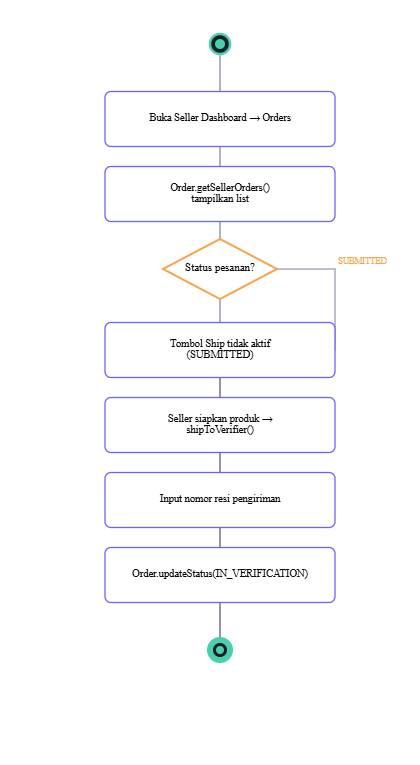 Buka Seller Dashboard → Orders
Order.getSellerOrders()
tampilkan list
Status pesanan?
SUBMITTED
Tombol Ship tidak aktif
(SUBMITTED)
Seller siapkan produk →
shipToVerifier()
Input nomor resi pengiriman
Order.updateStatus(IN_VERIFICATION)